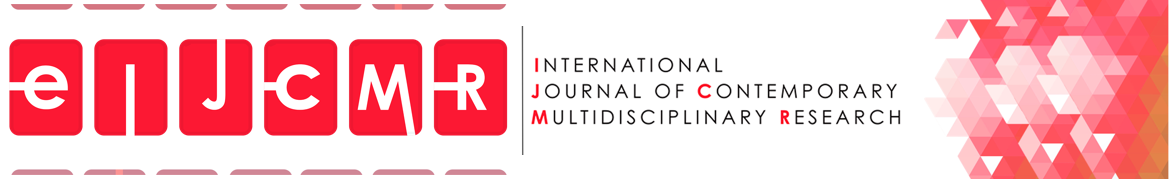 eIJCMR
INTERNATIONAL
JOURNAL OF CONTEMPORARY
MULTIDISCIPLINARY RESEARCH